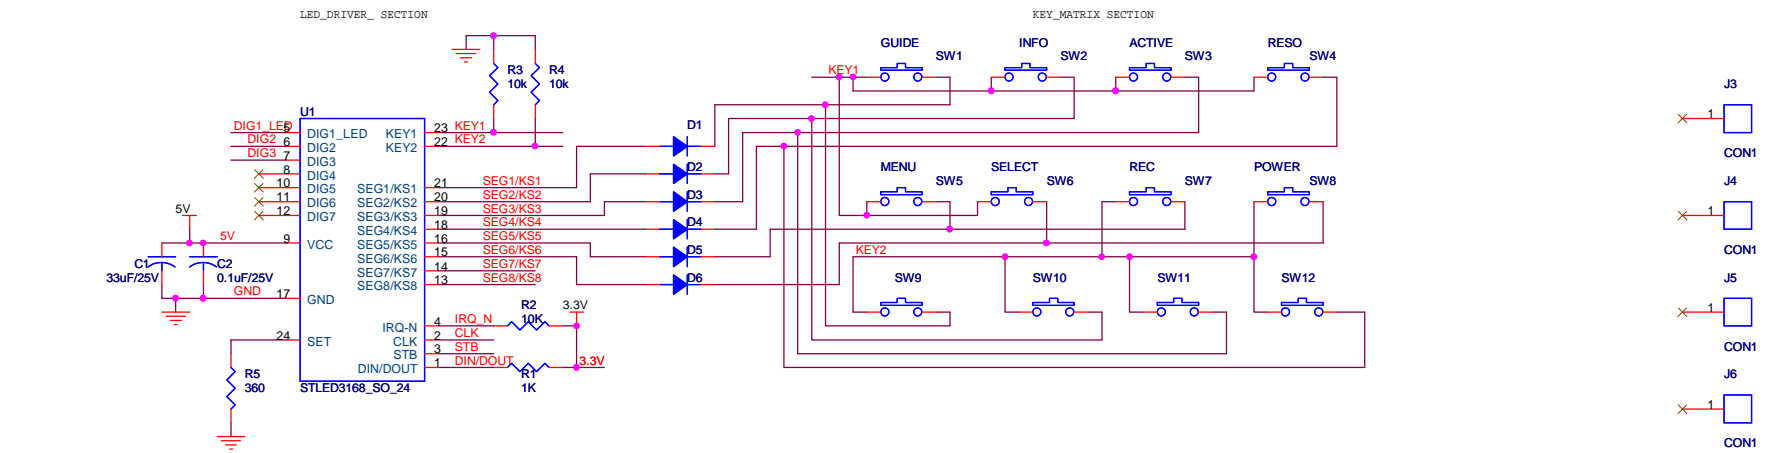 LED_DRIVER_ SECTION
KEY_MATRIX SECTION
GUIDE
SW1
INFO
SW2
ACTIVE
SW3
RESO
SW4
KEY1
R3
10k
R4
10k
U1
DIG1_LED
5
DIG1_LED
KEY1
23
KEY1
DIG2
6
DIG2
KEY2
22
KEY2
DIG3
7
DIG3
8
DIG4
10
DIG5
SEG1/KS1
21
SEG1/KS1
11
DIG6
SEG2/KS2
20
SEG2/KS2
12
DIG7
SEG3/KS3
19
SEG3/KS3
SEG4/KS4
18
SEG4/KS4
5V
5V
9
VCC
SEG5/KS5
16
SEG5/KS5
SEG6/KS6
15
SEG6/KS6
SEG7/KS7
14
SEG7/KS7
SEG8/KS8
13
SEG8/KS8
C1
33uF/25V
C2
0.1uF/25V
GND
17
GND
IRQ-N
4
IRQ_N
CLK
2
CLK
STB
3
STB
DIN/DOUT
1
DIN/DOUT
24
SET
R2
10K
3.3V
R1
1K
3.3V
R5
360
STLED3168_SO_24
D1
D2
D3
D4
D5
D6
MENU
SW5
SELECT
SW6
REC
SW7
POWER
SW8
KEY2
SW9
SW10
SW11
SW12
J3
1
CON1
J4
1
CON1
J5
1
CON1
J6
1
CON1